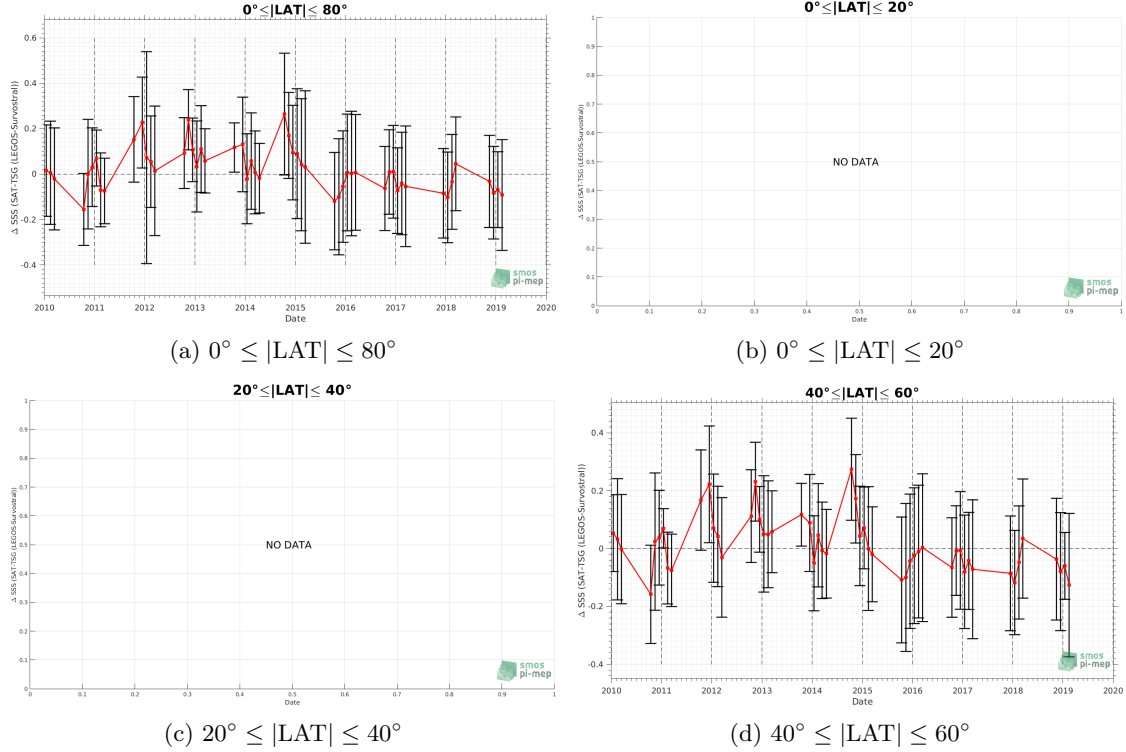 0°≤|LAT|≤ 80°
Δ SSS (SAT-TSG (LEGOS-Survostral))
0.6
0.4
0.2
0
-0.2
-0.4
2010 2011 2012 2013 2014 2015 2016 2017 2018 2019 2020
Date
smos
pi-mep
(a) 0° ≤ |LAT| ≤ 80°
0°≤|LAT|≤ 20°
Δ SSS (SAT-TSG (LEGOS-Survostral))
1
0.9
0.8
0.7
0.6
0.5
0.4
0.3
0.2
0.1
0
NO DATA
0 0.1 0.2 0.3 0.4 0.5 0.6 0.7 0.8 0.9 1
Date
smos
pi-mep
(b) 0° ≤ |LAT| ≤ 20°
20°≤|LAT|≤ 40°
Δ SSS (SAT-TSG (LEGOS-Survostral))
1
0.9
0.8
0.7
0.6
0.5
0.4
0.3
0.2
0.1
0
NO DATA
0 0.1 0.2 0.3 0.4 0.5 0.6 0.7 0.8 0.9 1
Date
smos
pi-mep
(c) 20° ≤ |LAT| ≤ 40°
40°≤|LAT|≤ 60°
Δ SSS (SAT-TSG (LEGOS-Survostral))
0.4
0.2
0
-0.2
-0.4
2010 2011 2012 2013 2014 2015 2016 2017 2018 2019 2020
Date
smos
pi-mep
(d) 40° ≤ |LAT| ≤ 60°